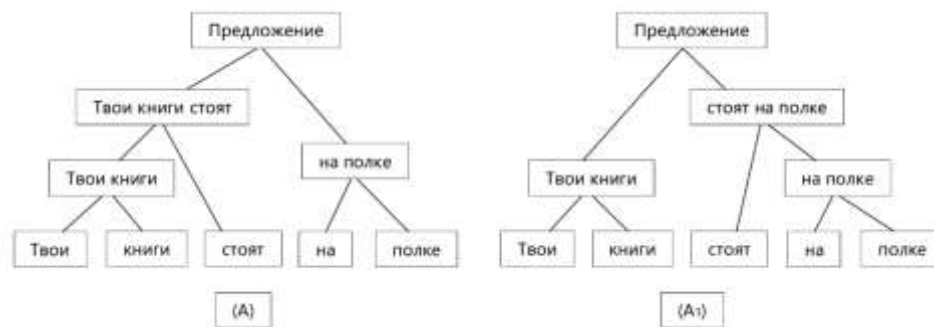 Предложение
Твои книги стоят
Твои книги
на полке
Твои
книги
стоят
на
полке
(А)
Предложение
стоят на полке
Твои книги
на полке
Твои
книги
стоят
на
полке
(А₁)